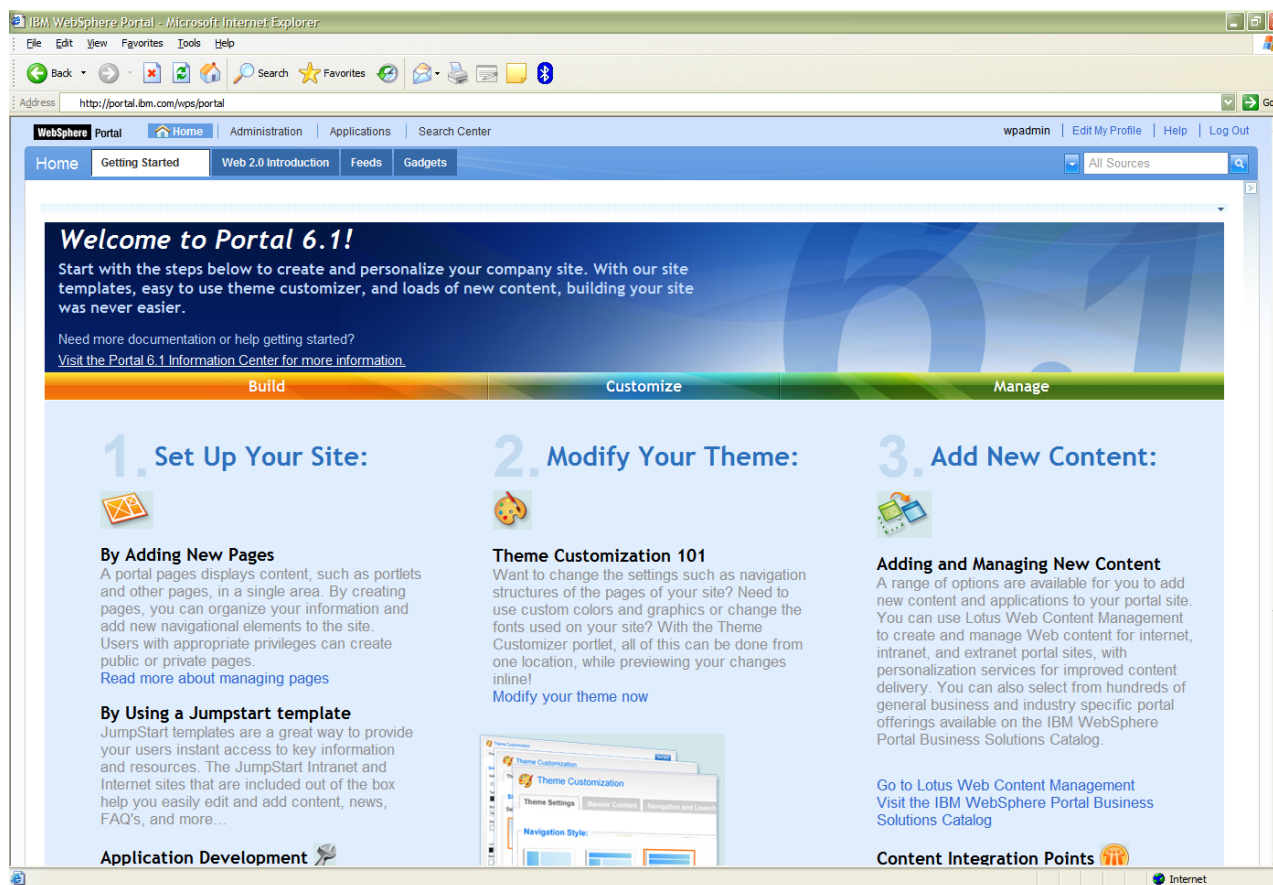 IBM WebSphere Portal - Microsoft Internet Explorer
File Edit View Favorites Tools Help
Back Search Favorites
Address http://portal.ibm.com/wps/portal Go
WebSphere Portal Home Administration Applications Search Center wpadmin Edit My Profile Help Log Out
Home Getting Started Web 2.0 Introduction Feeds Gadgets All Sources
Welcome to Portal 6.1!
Start with the steps below to create and personalize your company site. With our site
templates, easy to use theme customizer, and loads of new content, building your site
was never easier.
6.1
Need more documentation or help getting started?
Visit the Portal 6.1 Information Center for more information.
Build Customize Manage
1. Set Up Your Site:
By Adding New Pages
A portal pages displays content, such as portlets
and other pages, in a single area. By creating
pages, you can organize your information and
add new navigational elements to the site.
Users with appropriate privileges can create
public or private pages.
Read more about managing pages
By Using a Jumpstart template
JumpStart templates are a great way to provide
your users instant access to key information
and resources. The JumpStart Intranet and
Internet sites that are included out of the box
help you easily edit and add content, news,
FAQ's, and more...
Application Development
2. Modify Your Theme:
Theme Customization 101
Want to change the settings such as navigation
structures of the pages of your site? Need to
use custom colors and graphics or change the
fonts used on your site? With the Theme
Customizer portlet, all of this can be done from
one location, while previewing your changes
inline!
Modify your theme now
Theme Customization
Theme Customization
Theme Customization
Theme Settings Banner Content Navigation and Launch
Navigation Style:
3. Add New Content:
Adding and Managing New Content
A range of options are available for you to add
new content and applications to your portal site.
You can use Lotus Web Content Management
to create and manage Web content for internet,
intranet, and extranet portal sites, with
personalization services for improved content
delivery. You can also select from hundreds of
general business and industry specific portal
offerings available on the IBM WebSphere
Portal Business Solutions Catalog.
Go to Lotus Web Content Management
Visit the IBM WebSphere Portal Business
Solutions Catalog
Content Integration Points
Internet